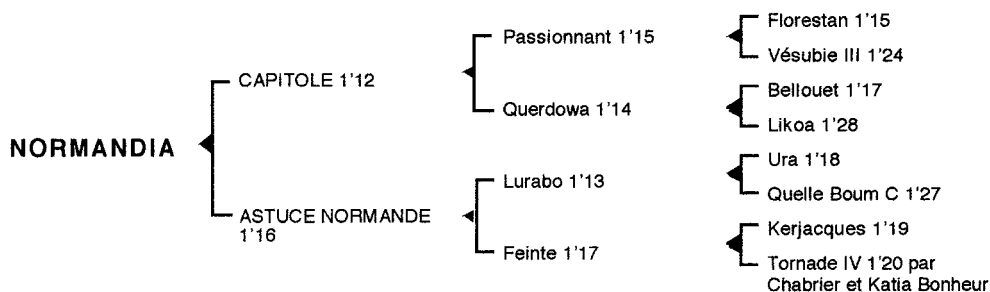 Florestan 1'15
Passionnant 1'15
Vésubie III 1'24
CAPITOLE 1'12
Bellouet 1'17
Querdowa 1'14
Likoa 1'28
NORMANDIA
Ura 1'18
Lurabo 1'13
Quelle Boum C 1'27
ASTUCE NORMANDE
1'16
Kerjacques 1'19
Feinte 1'17
Tornade IV 1'20 par
Chabrier et Katia Bonheur